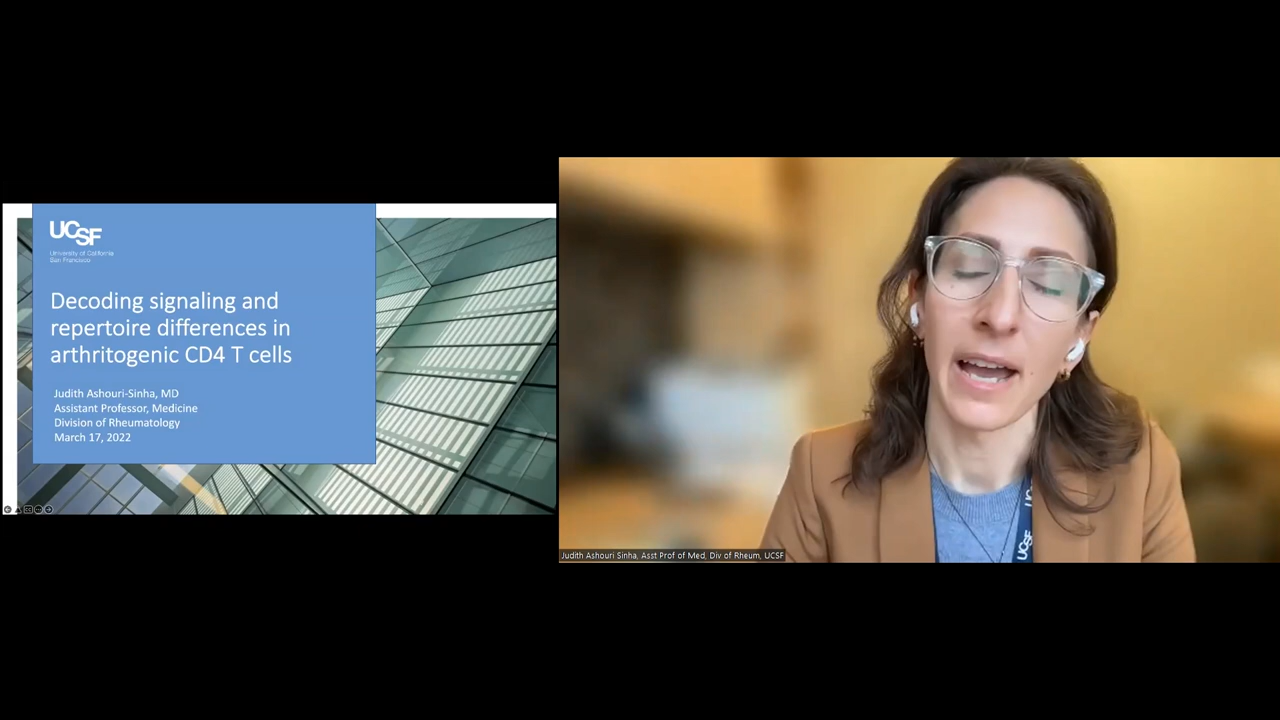 UCSF
University of California
San Francisco
Decoding signaling and
repertoire differences in
arthritogenic CD4 T cells
Judith Ashouri-Sinha, MD
Assistant Professor, Medicine
Division of Rheumatology
March 17, 2022
UCSF
Judith Ashouri Sinha, Asst Prof of Med, Div of Rheum, UCSF